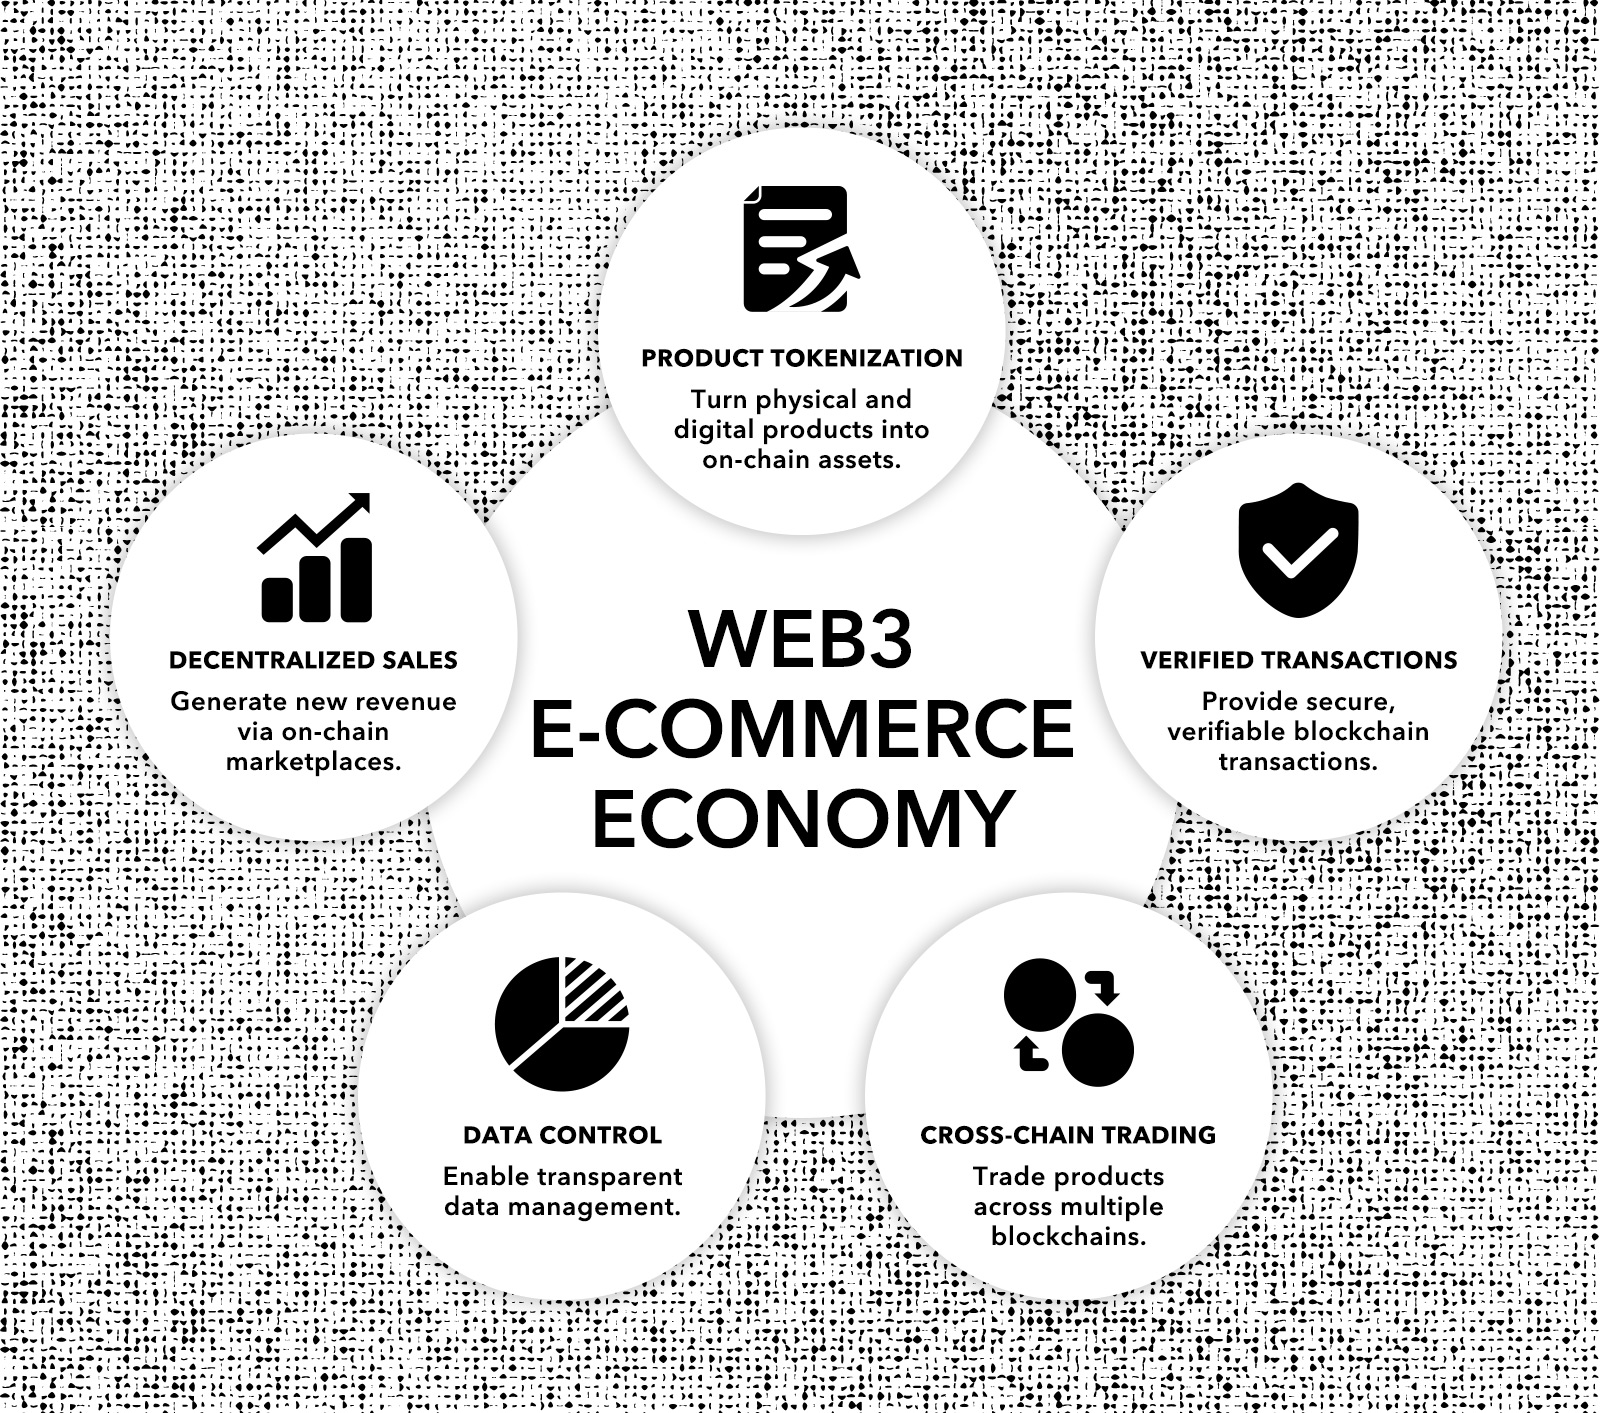 PRODUCT TOKENIZATION
Turn physical and
digital products into
on-chain assets.
DECENTRALIZED SALES
Generate new revenue
via on-chain
marketplaces.
WEB3
E-COMMERCE
ECONOMY
VERIFIED TRANSACTIONS
Provide secure,
verifiable blockchain
transactions.
DATA CONTROL
Enable transparent
data management.
CROSS-CHAIN TRADING
Trade products
across multiple
blockchains.